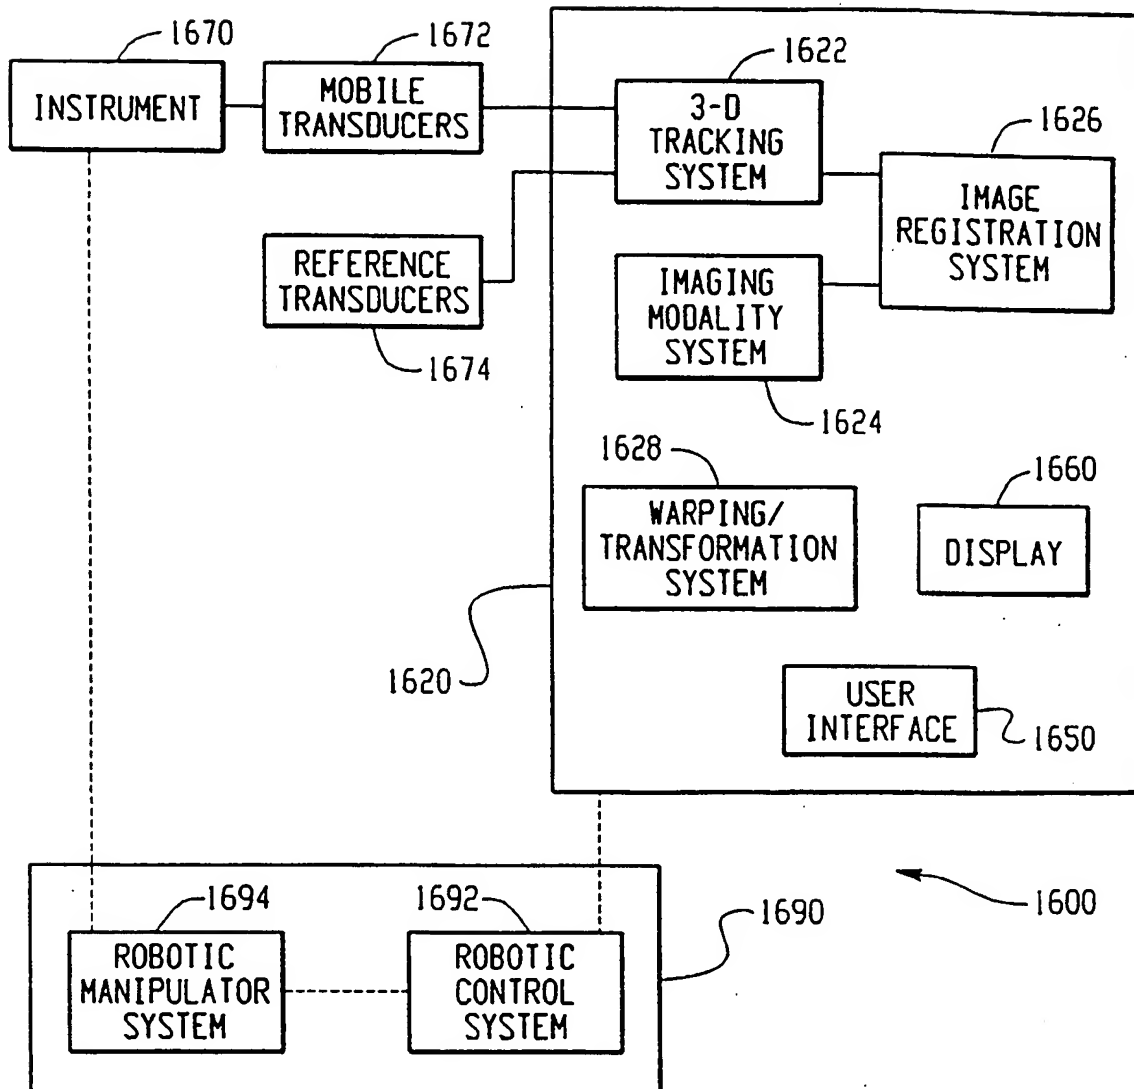 1670
INSTRUMENT
1672
MOBILE
TRANSDUCERS
1622
3-D
TRACKING
SYSTEM
1626
IMAGE
REGISTRATION
SYSTEM
REFERENCE
TRANSDUCERS
1674
IMAGING
MODALITY
SYSTEM
1624
1628
WARPING/
TRANSFORMATION
SYSTEM
1660
DISPLAY
1620
USER
INTERFACE
1650
1694
ROBOTIC
MANIPULATOR
SYSTEM
1692
ROBOTIC
CONTROL
SYSTEM
1690
1600